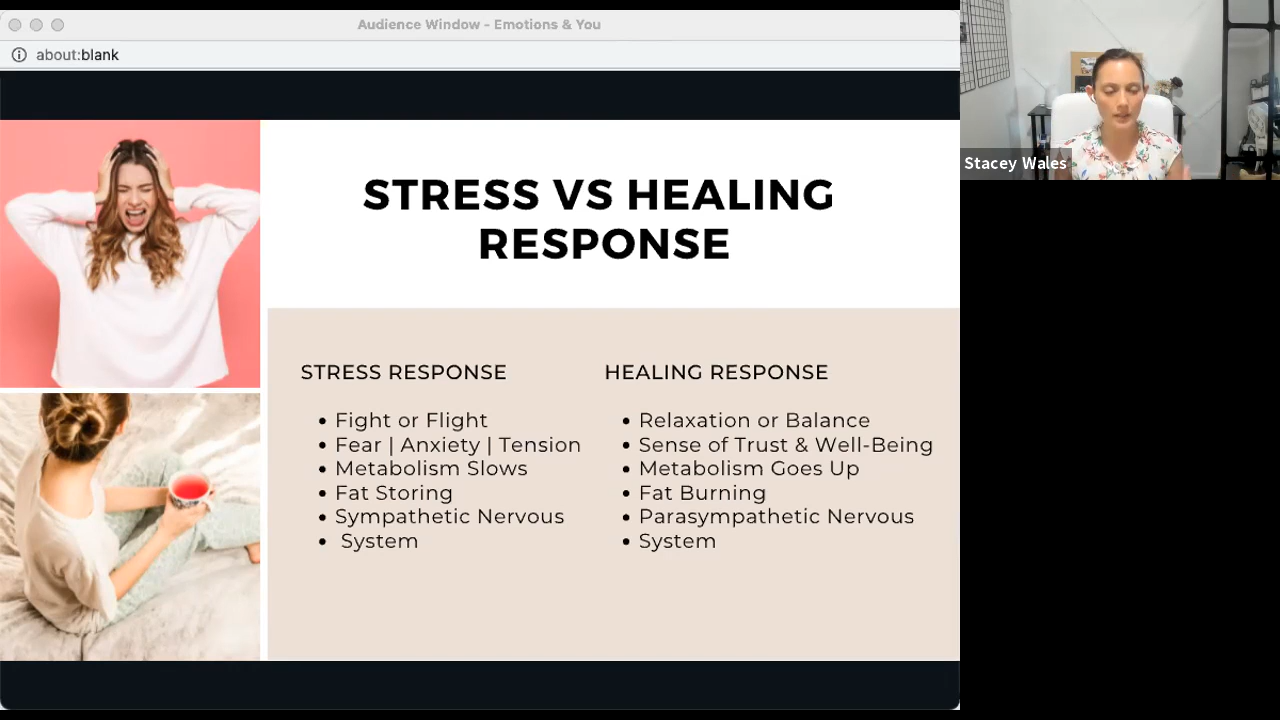 Audience Window - Emotions & You
about:blank
Stacey Wales
STRESS VS HEALING
RESPONSE
STRESS RESPONSE
• Fight or Flight
• Fear | Anxiety | Tension
• Metabolism Slows
• Fat Storing
• Sympathetic Nervous
• System
HEALING RESPONSE
• Relaxation or Balance
• Sense of Trust & Well-Being
• Metabolism Goes Up
• Fat Burning
• Parasympathetic Nervous
• System